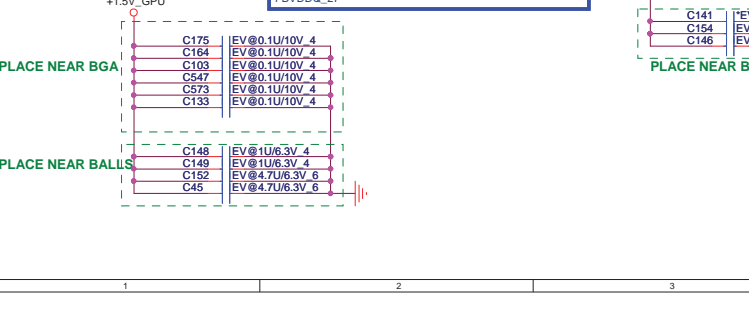 +1.5V_GPU
C175 EV@0.1U/10V_4
C164 EV@0.1U/10V_4
PLACE NEAR BGA C103 EV@0.1U/10V_4
C547 EV@0.1U/10V_4
C573 EV@0.1U/10V_4
C133 EV@0.1U/10V_4
C148 EV@1U/6.3V_4
PLACE NEAR BALLS C149 EV@1U/6.3V_4
C152 EV@4.7U/6.3V_6
C45 EV@4.7U/6.3V_6
C141 *EV
C154 EV
C146 EV
PLACE NEAR B
1 2 3